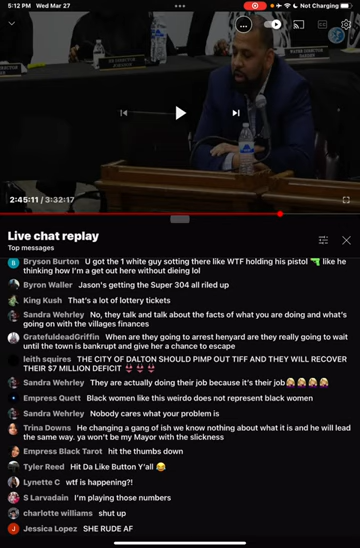 5:12 PM Wed Mar 27
Not Charging
2:45:11 / 3:32:17
Live chat replay
Top messages
Bryson Burton U got the 1 white guy sotting there like WTF holding his pistol 🔫 like he
thinking how I'm a get out here without dieing lol
Byron Waller Jason's getting the Super 304 all riled up
King Kush That's a lot of lottery tickets
Sandra Wehrley No, they talk and talk about the facts of what you are doing and what's
going on with the villages finances
GratefuldeadGriffin When are they going to arrest henyard are they really going to wait
until the town is bankrupt and give her a chance to escape
leith squires THE CITY OF DALTON SHOULD PIMP OUT TIFF AND THEY WILL RECOVER
THEIR $7 MILLION DEFICIT
Sandra Wehrley They are actually doing their job because it's their job
Empress Quett Black women like this weirdo does not represent black women
Sandra Wehrley Nobody cares what your problem is
Trina Downs He changing a gang of ish we know nothing about what it is and he will lead
the same way. ya won't be my Mayor with the slickness
Empress Black Tarot hit the thumbs down
Tyler Reed Hit Da Like Button Y'all 😂
Lynette C wtf is happening?!
S Larvadain I'm playing those numbers
charlotte williams shut up
Jessica Lopez SHE RUDE AF